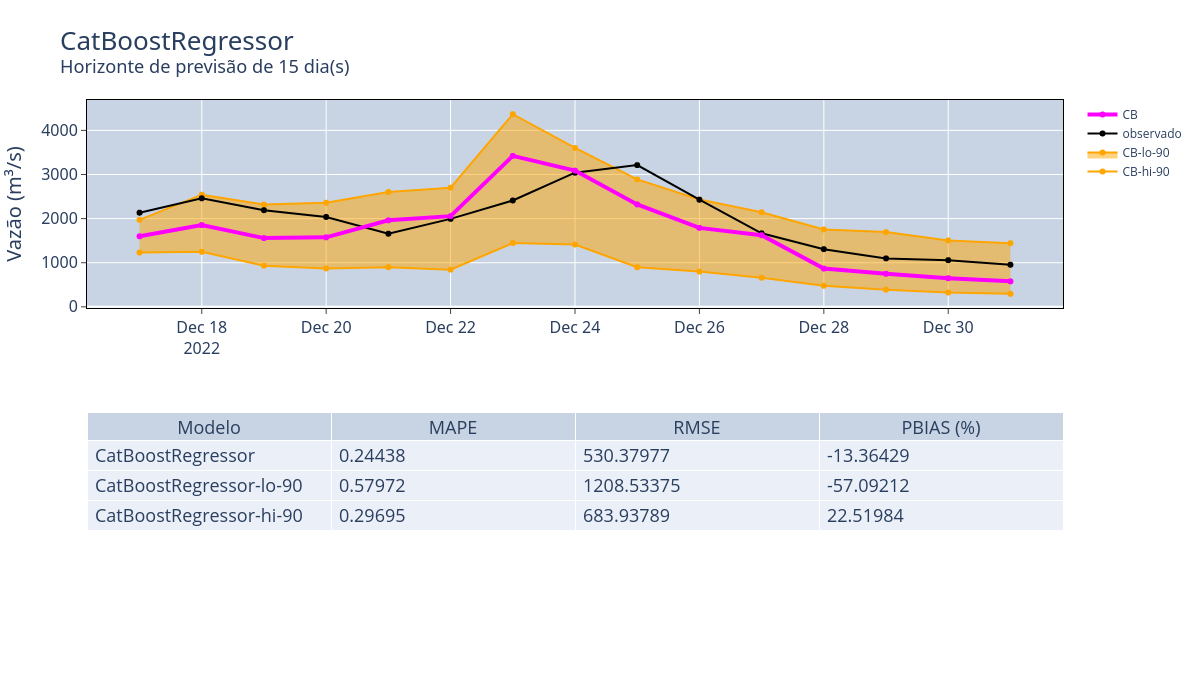 CatBoostRegressor
Horizonte de previsão de 15 dia(s)
Vazão (m³/s)
4000
3000
2000
1000
0
Dec 18
2022
Dec 20
Dec 22
Dec 24
Dec 26
Dec 28
Dec 30
CB
observado
CB-lo-90
CB-hi-90
Modelo MAPE RMSE PBIAS (%)
CatBoostRegressor 0.24438 530.37977 -13.36429
CatBoostRegressor-lo-90 0.57972 1208.53375 -57.09212
CatBoostRegressor-hi-90 0.29695 683.93789 22.51984